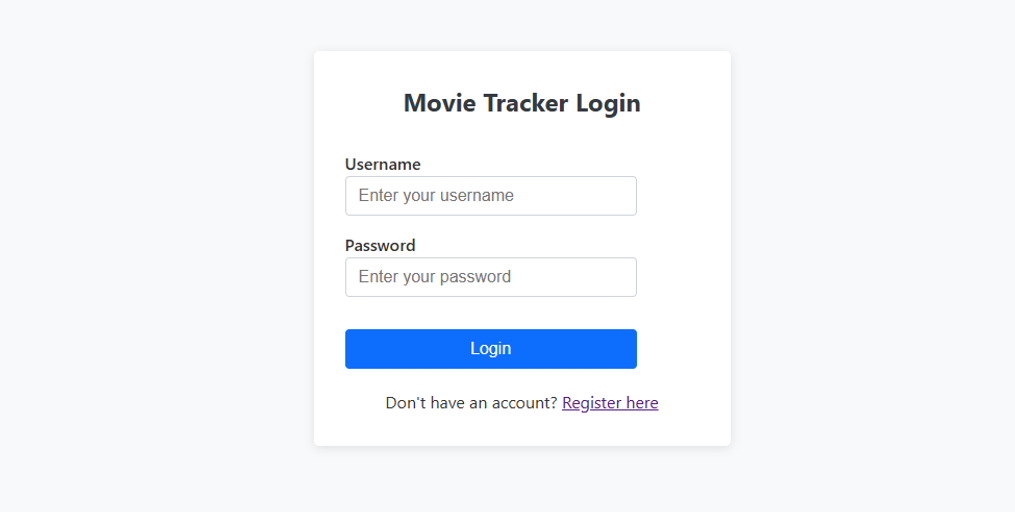 Movie Tracker Login
Username
Enter your username
Password
Enter your password
Login
Don't have an account? Register here